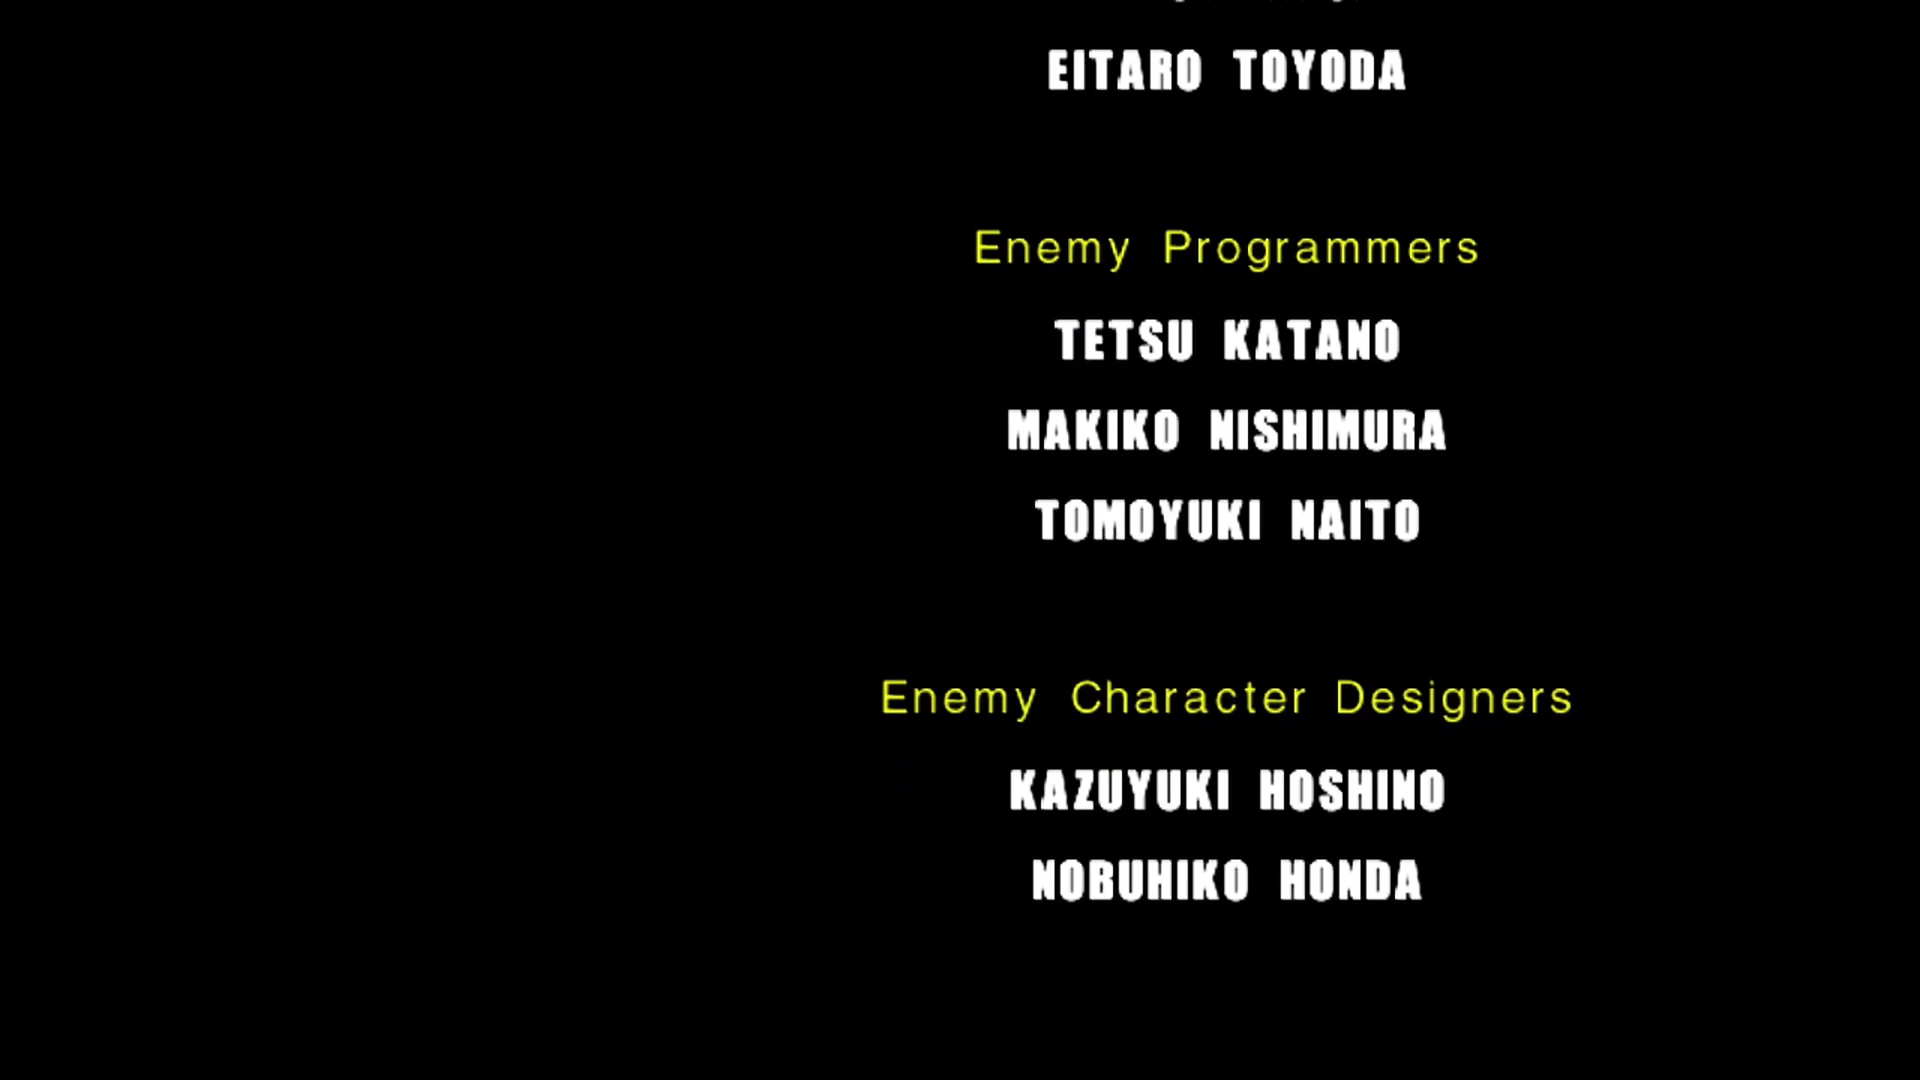 EITARO TOYODA
Enemy Programmers
TETSU KATANO
MAKIKO NISHIMURA
TOMOYUKI NAITO
Enemy Character Designers
KAZUYUKI HOSHINO
NOBUHIKO HONDA